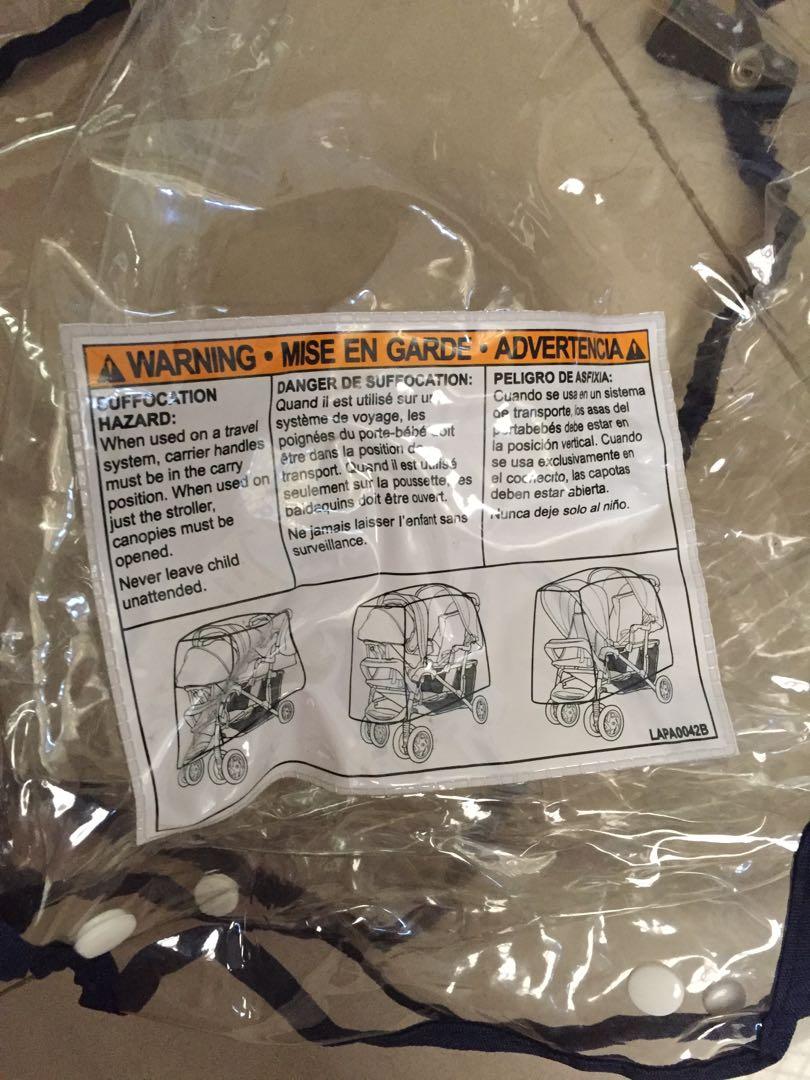 WARNING • MISE EN GARDE • ADVERTENCIA
SUFFOCATION
HAZARD:
When used on a travel
system, carrier handles
must be in the carry
position. When used on
just the stroller,
canopies must be
opened.
Never leave child
unattended.
DANGER DE SUFFOCATION:
Quand il est utilisé sur un
système de voyage, les
poignées du porte-bébé doit
être dans la position de
transport. Quand il est utilisé
seulement sur la poussette, les
baldaquins doit être ouvert.
Ne jamais laisser l'enfant sans
surveillance.
PELIGRO DE ASFIXIA:
Cuando se usa en un sistema
de transporte, los asas del
portabebés debe estar en
la posición vertical. Cuando
se usa exclusivamente en
el cochecito, las capotas
deben estar abierta.
Nunca deje solo al niño.
LAPA0042B